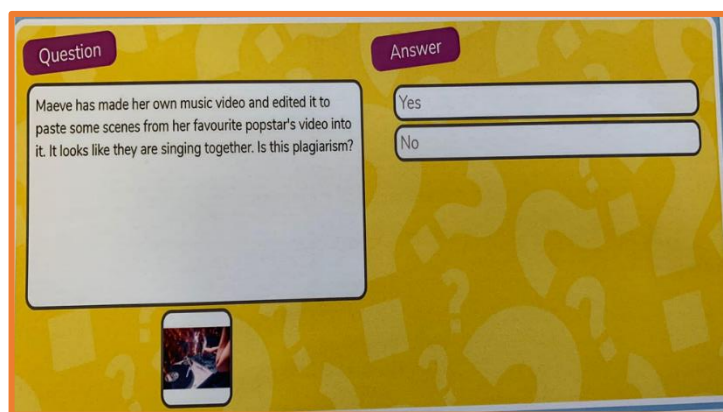 Question
Maeve has made her own music video and edited it to
paste some scenes from her favourite popstar's video into
it. It looks like they are singing together. Is this plagiarism?
Answer
Yes
No